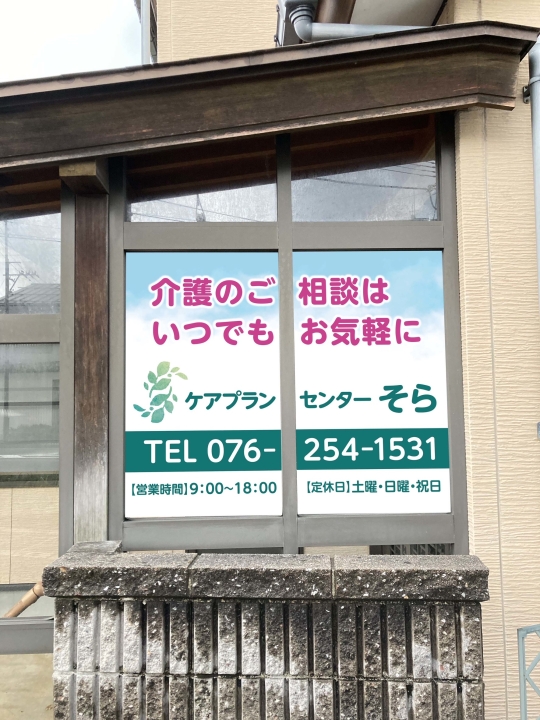 介護のご相談は
いつでもお気軽に
ケアプランセンターそら
TEL 076-254-1531
【営業時間】9:00〜18:00 【定休日】土曜・日曜・祝日